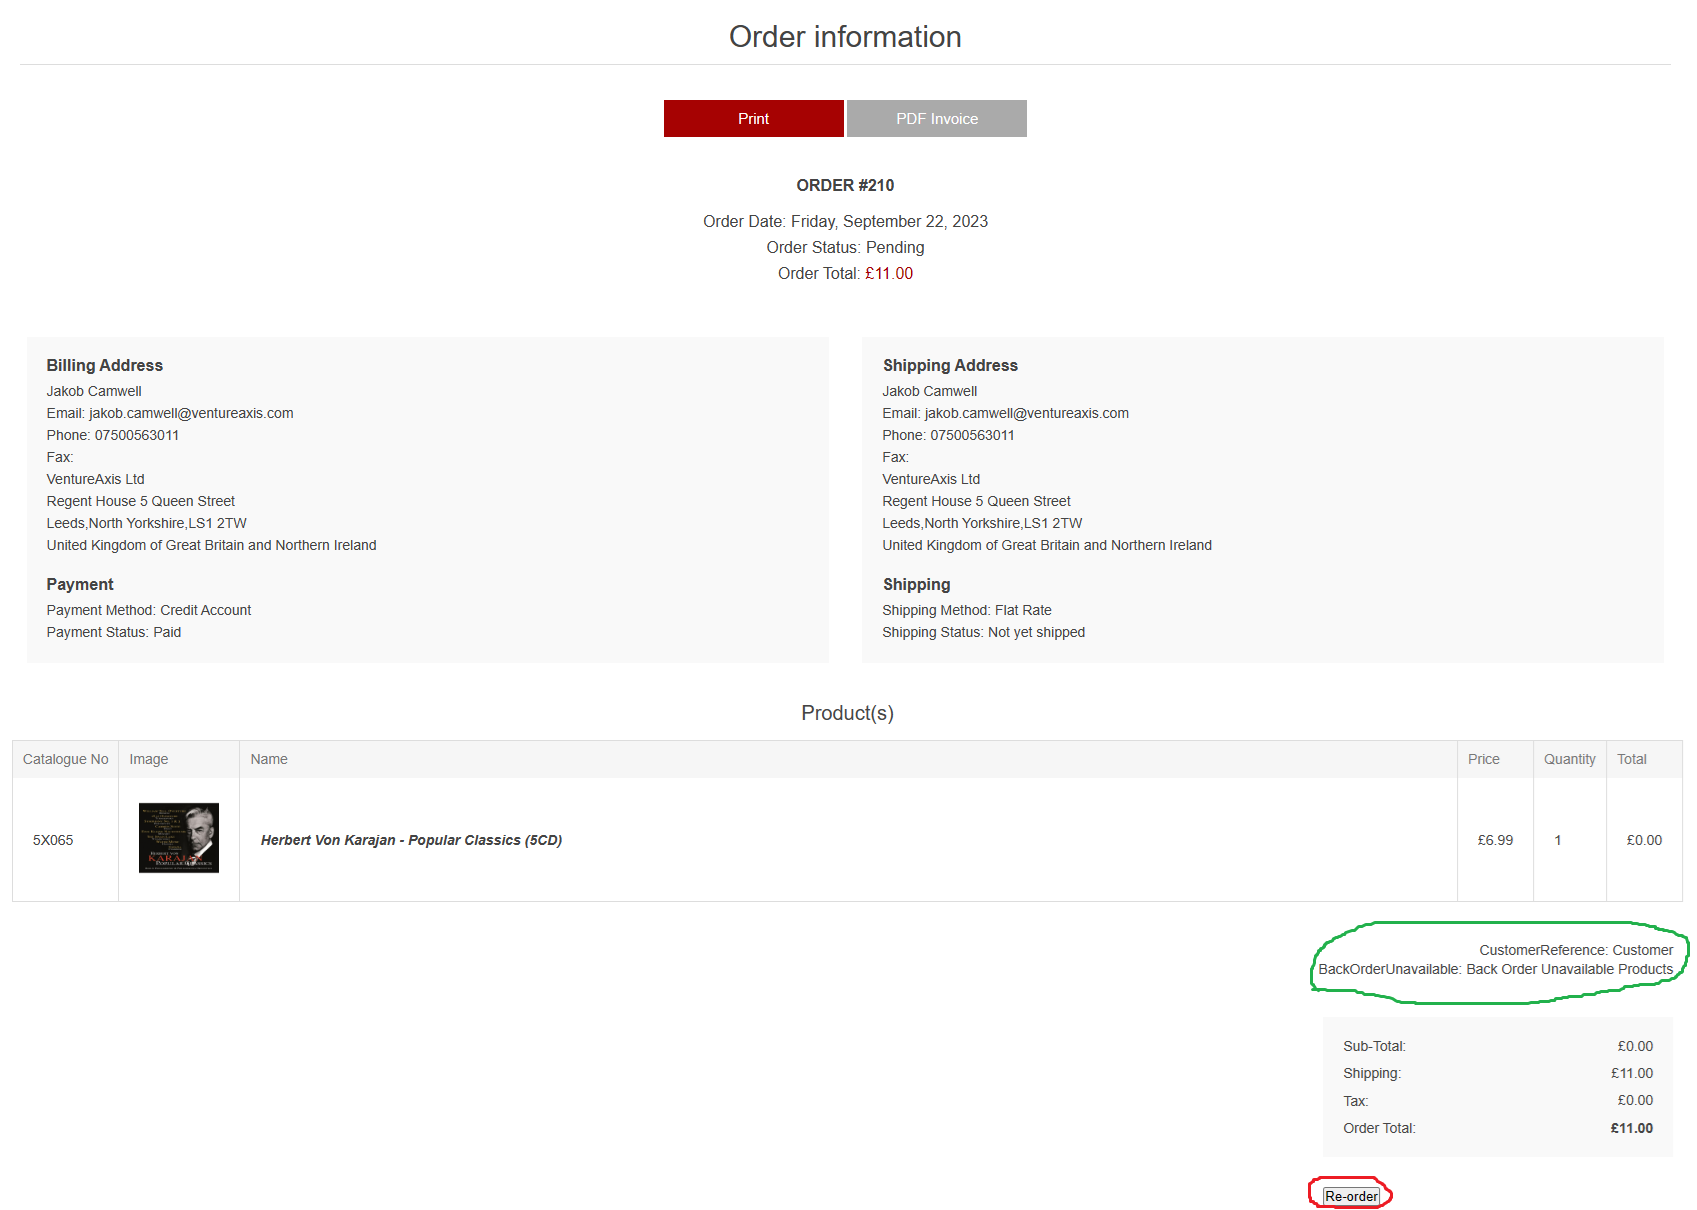 Order information
Print
PDF Invoice
ORDER #210
Order Date: Friday, September 22, 2023
Order Status: Pending
Order Total: £11.00
Billing Address
Jakob Camwell
Email: jakob.camwell@ventureaxis.com
Phone: 07500563011
Fax:
VentureAxis Ltd
Regent House 5 Queen Street
Leeds,North Yorkshire,LS1 2TW
United Kingdom of Great Britain and Northern Ireland
Payment
Payment Method: Credit Account
Payment Status: Paid
Shipping Address
Jakob Camwell
Email: jakob.camwell@ventureaxis.com
Phone: 07500563011
Fax:
VentureAxis Ltd
Regent House 5 Queen Street
Leeds,North Yorkshire,LS1 2TW
United Kingdom of Great Britain and Northern Ireland
Shipping
Shipping Method: Flat Rate
Shipping Status: Not yet shipped
Product(s)
Catalogue No Image Name Price Quantity Total
KARAJAN
POPULAR CLASSICS
5X065 Herbert Von Karajan - Popular Classics (5CD) £6.99 1 £0.00
CustomerReference: Customer
BackOrderUnavailable: Back Order Unavailable Products
Sub-Total: £0.00
Shipping: £11.00
Tax: £0.00
Order Total: £11.00
Re-order